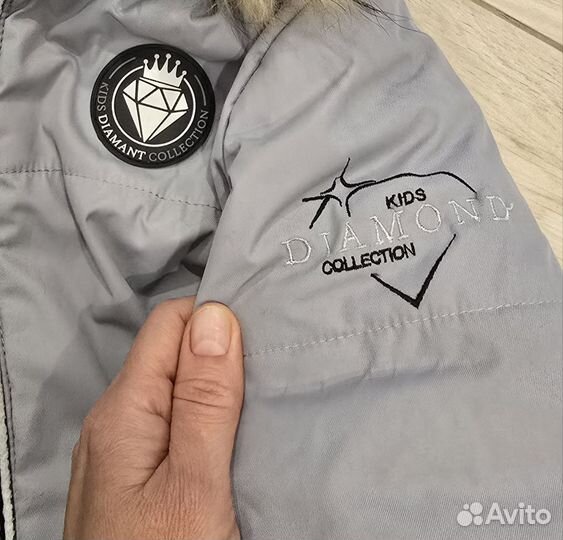 KIDS DIAMANT COLLECTION
KIDS
DIAMOND
COLLECTION
Avito